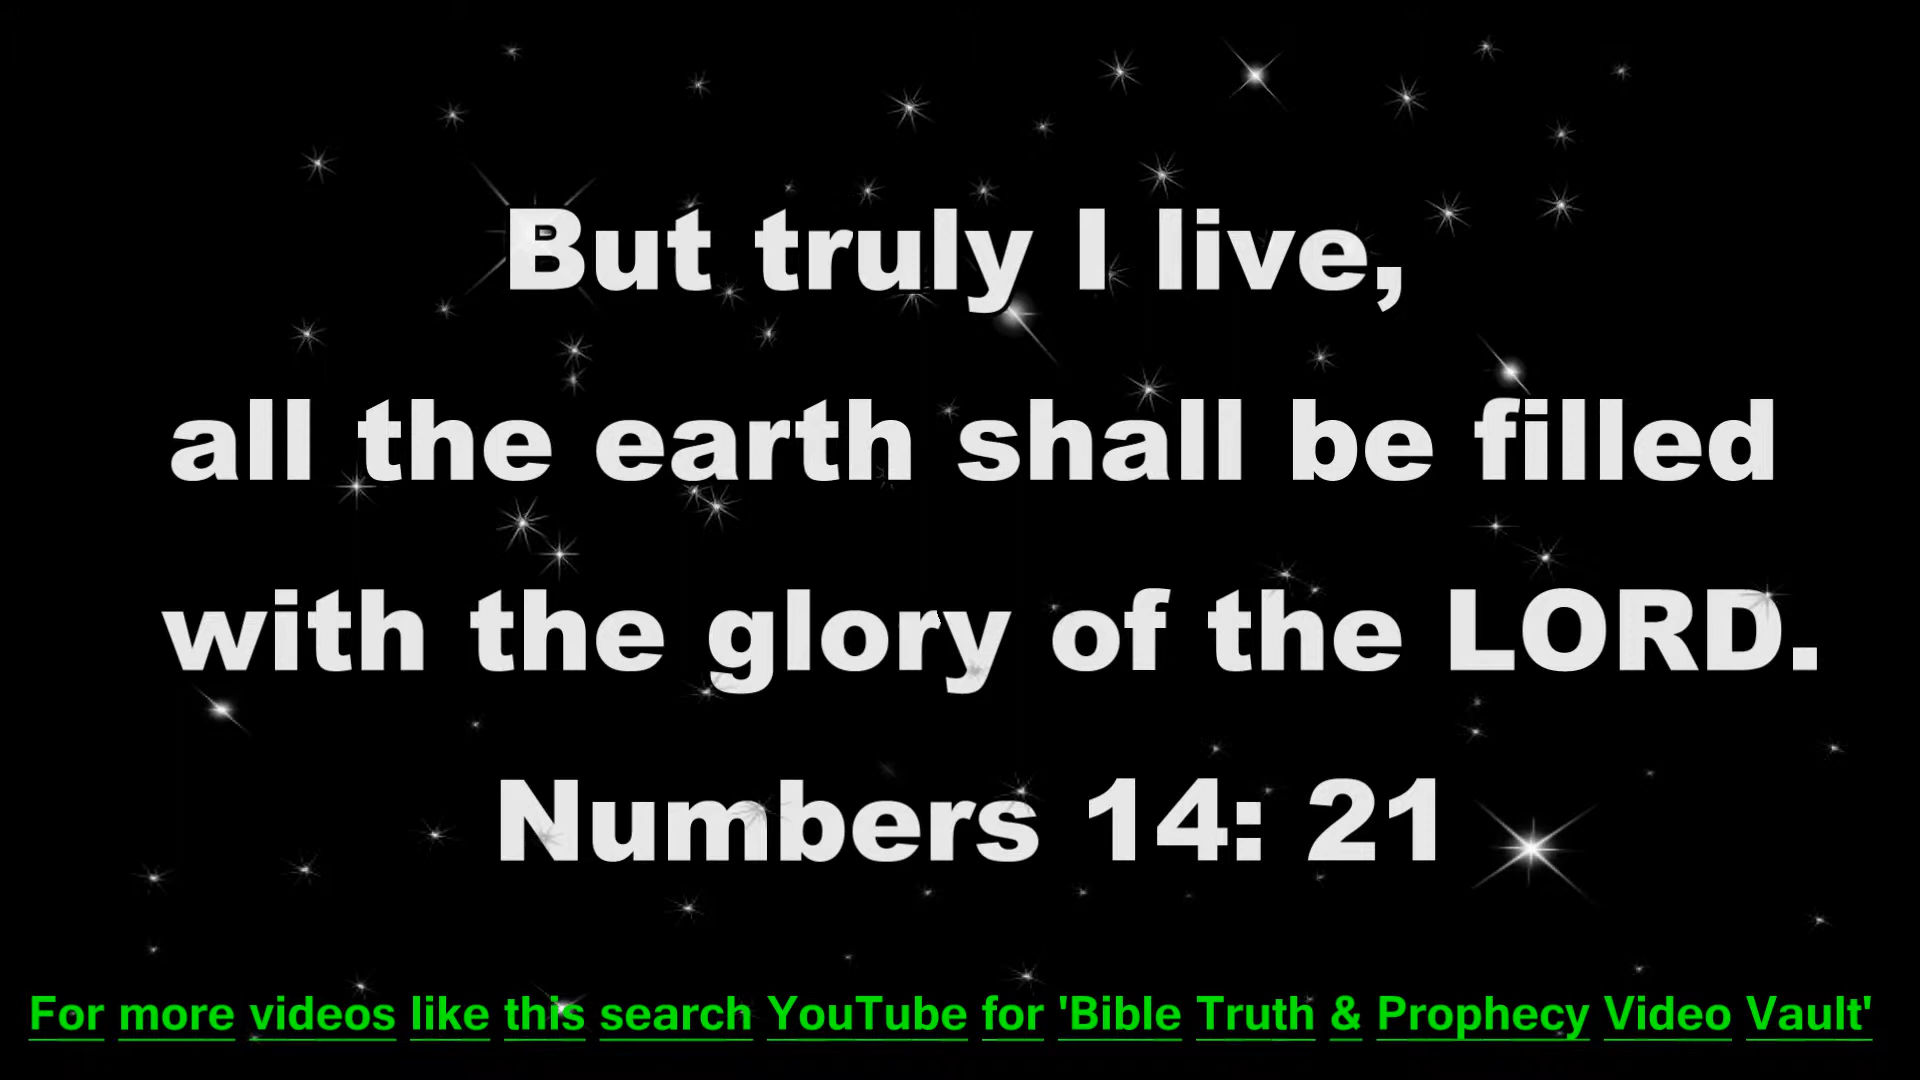 But truly I live,
all the earth shall be filled
with the glory of the LORD.
Numbers 14: 21
For more videos like this search YouTube for 'Bible Truth & Prophecy Video Vault'